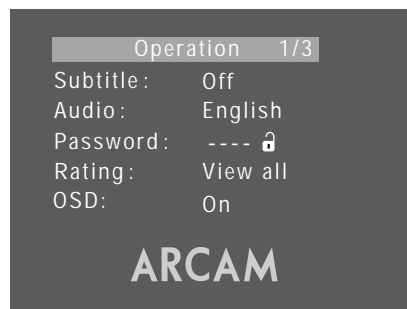 Operation 1/3
Subtitle: Off
Audio: English
Password: ----
Rating: View all
OSD: On
ARCAM